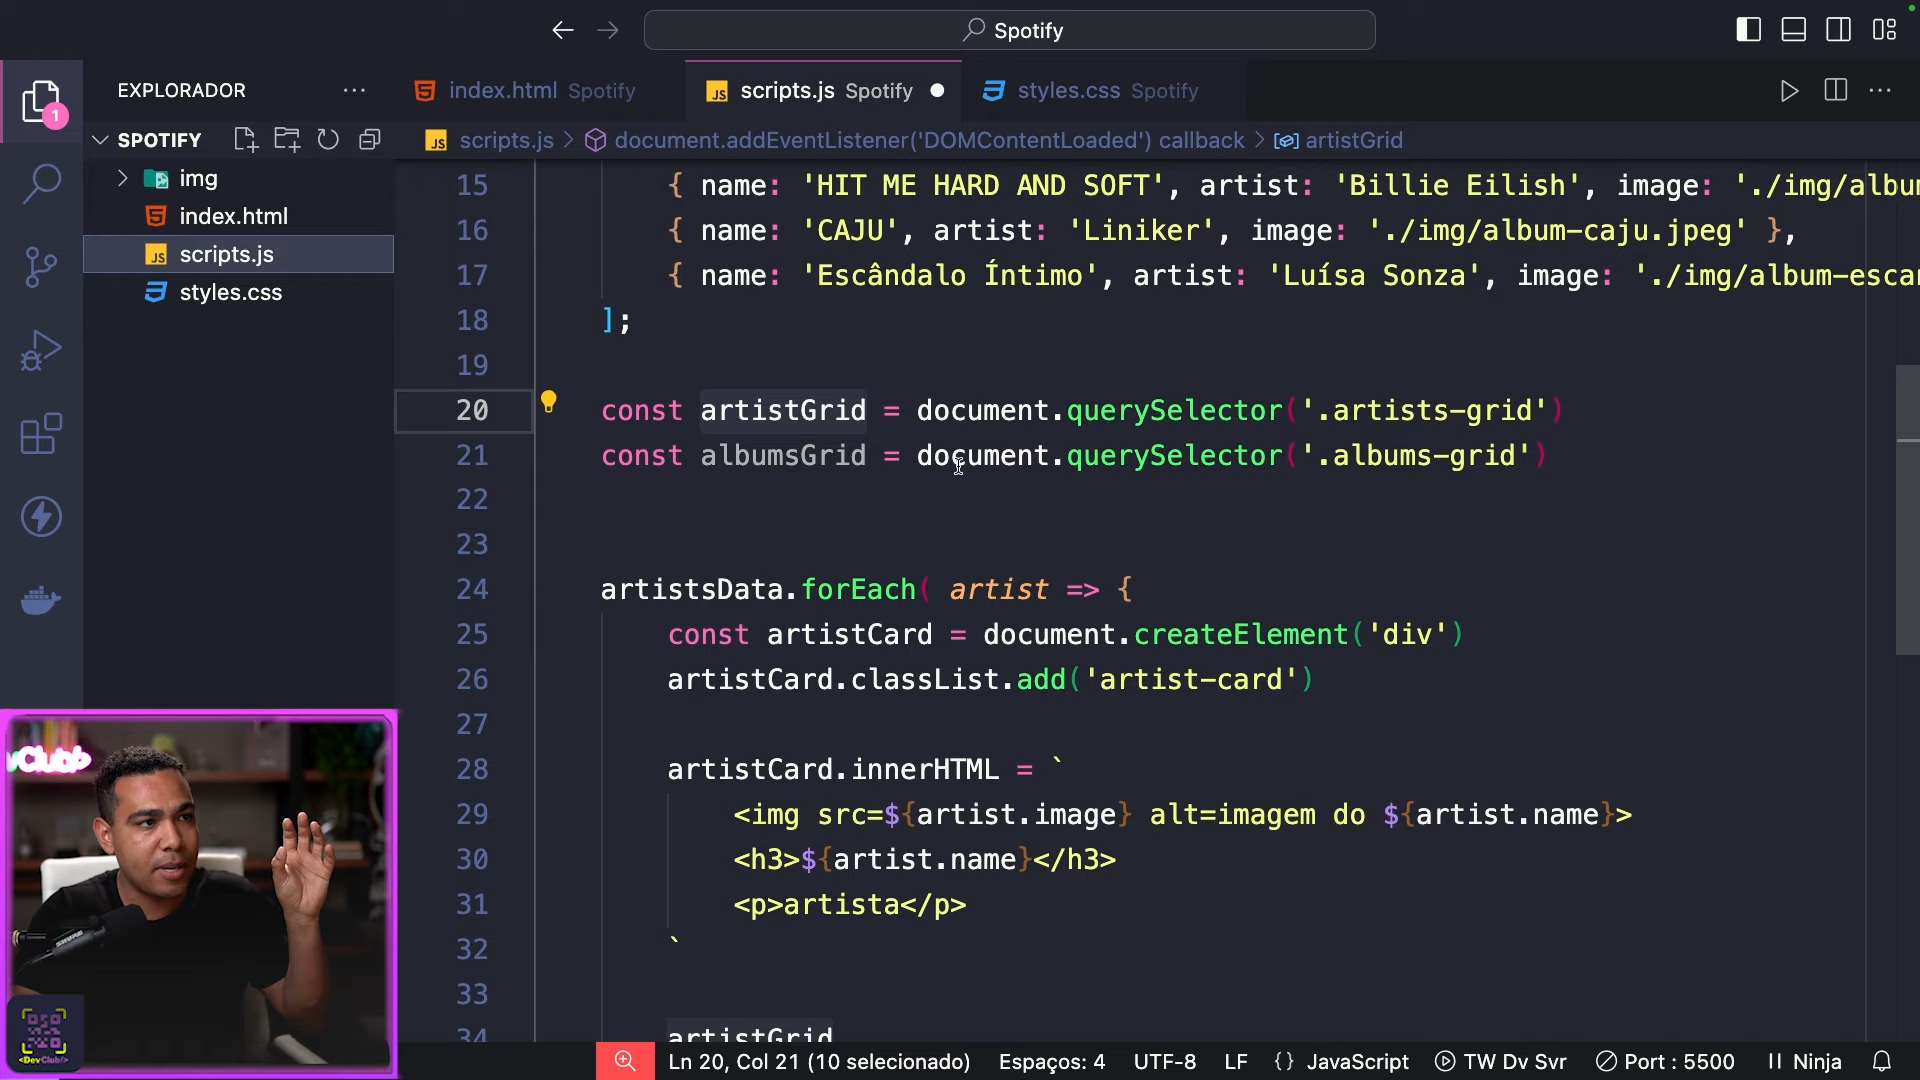 Spotify
EXPLORADOR
index.html Spotify
scripts.js Spotify
styles.css Spotify
1
SPOTIFY
scripts.js > document.addEventListener('DOMContentLoaded') callback > artistGrid
img
index.html
scripts.js
styles.css
15 { name: 'HIT ME HARD AND SOFT', artist: 'Billie Eilish', image: './img/albu
16 { name: 'CAJU', artist: 'Liniker', image: './img/album-caju.jpeg' },
17 { name: 'Escândalo Íntimo', artist: 'Luísa Sonza', image: './img/album-escan
18 ];
19
20 const artistGrid = document.querySelector('.artists-grid')
21 const albumsGrid = document.querySelector('.albums-grid')
22
23
24 artistsData.forEach( artist => {
25 const artistCard = document.createElement('div')
26 artistCard.classList.add('artist-card')
27
28 artistCard.innerHTML = `
29 <img src=${artist.image} alt=imagem do ${artist.name}>
30 <h3>${artist.name}</h3>
31 <p>artista</p>
32 `
33
34 artistGrid
vClub/>
SHURE
<DevClub/>
Ln 20, Col 21 (10 selecionado) Espaços: 4 UTF-8 LF {} JavaScript TW Dv Svr Port : 5500 Ninja